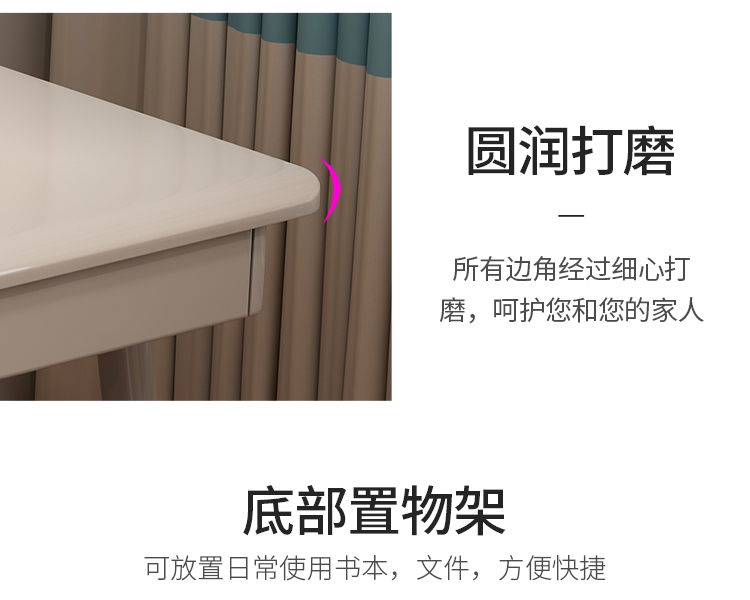 圆润打磨
所有边角经过细心打
磨，呵护您和您的家人
底部置物架
可放置日常使用书本，文件，方便快捷